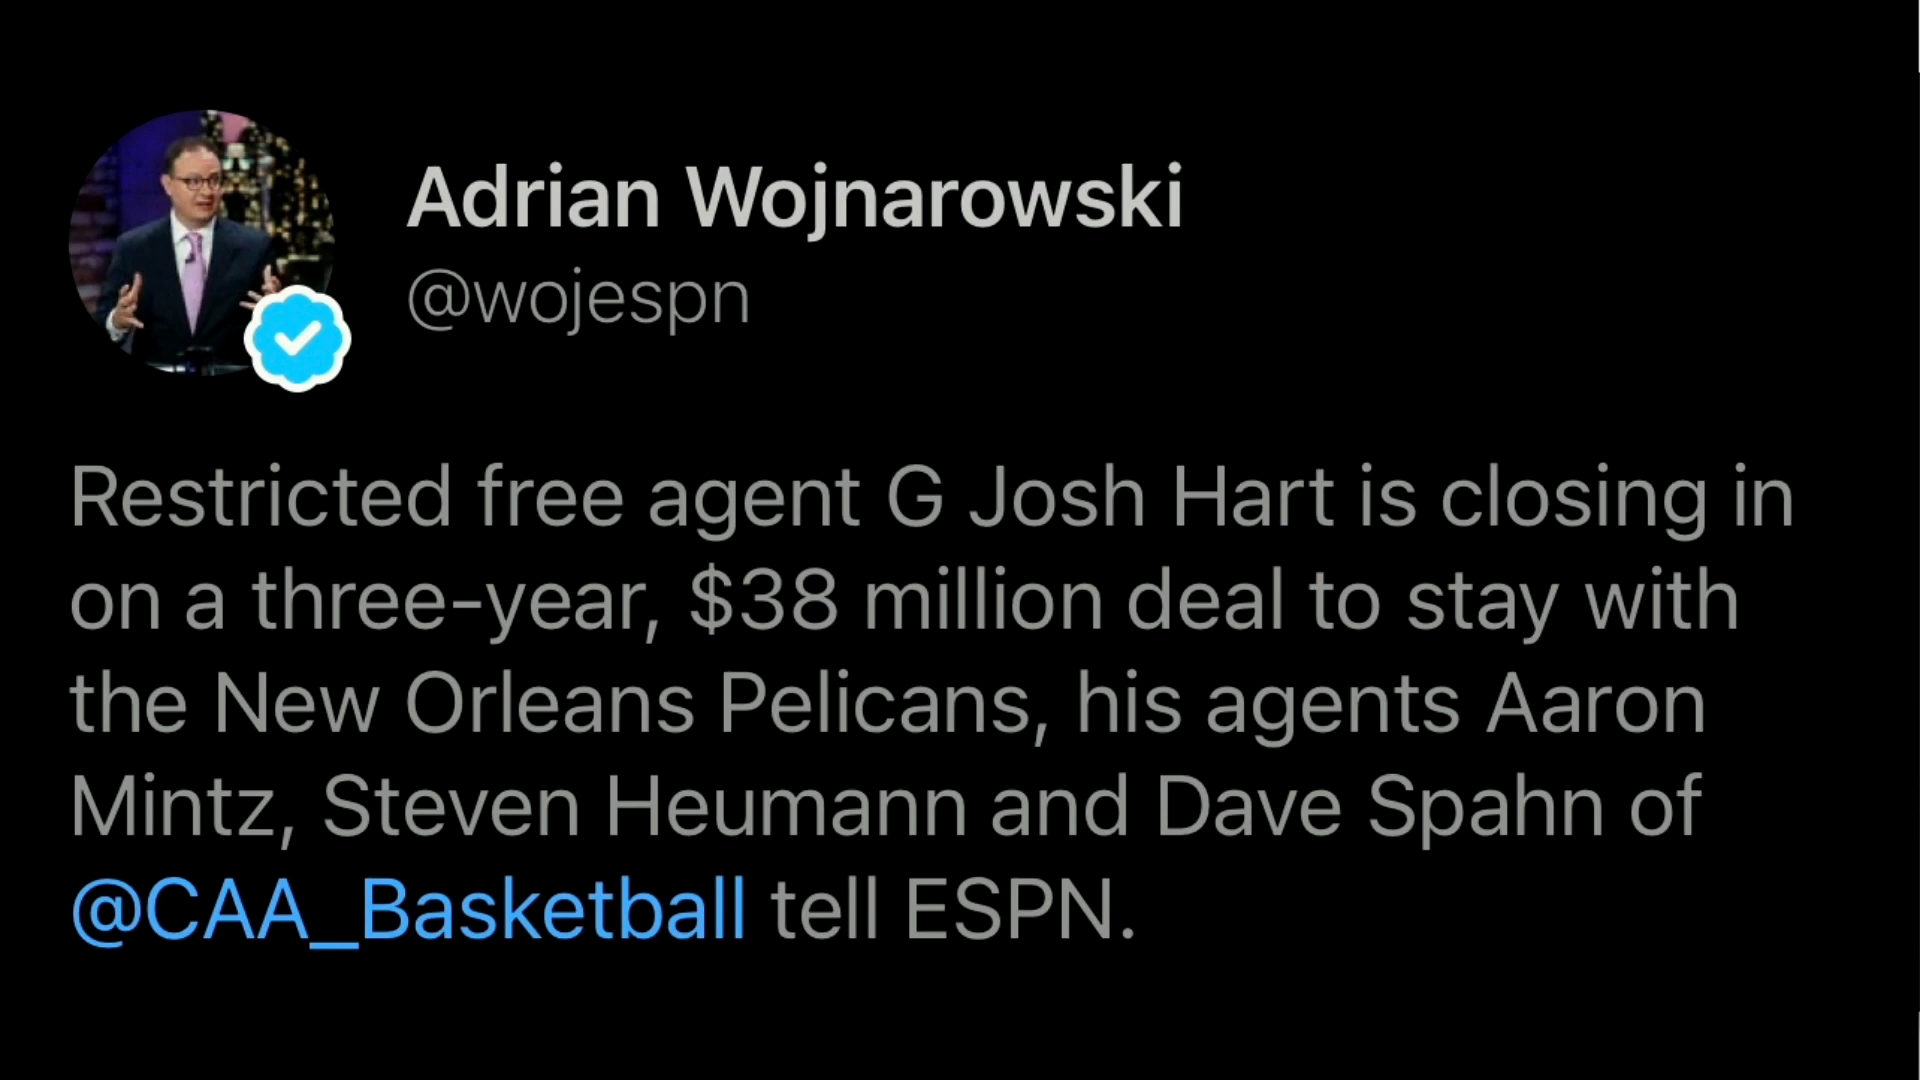 Adrian Wojnarowski
@wojespn
Restricted free agent G Josh Hart is closing in
on a three-year, $38 million deal to stay with
the New Orleans Pelicans, his agents Aaron
Mintz, Steven Heumann and Dave Spahn of
@CAA_Basketball tell ESPN.